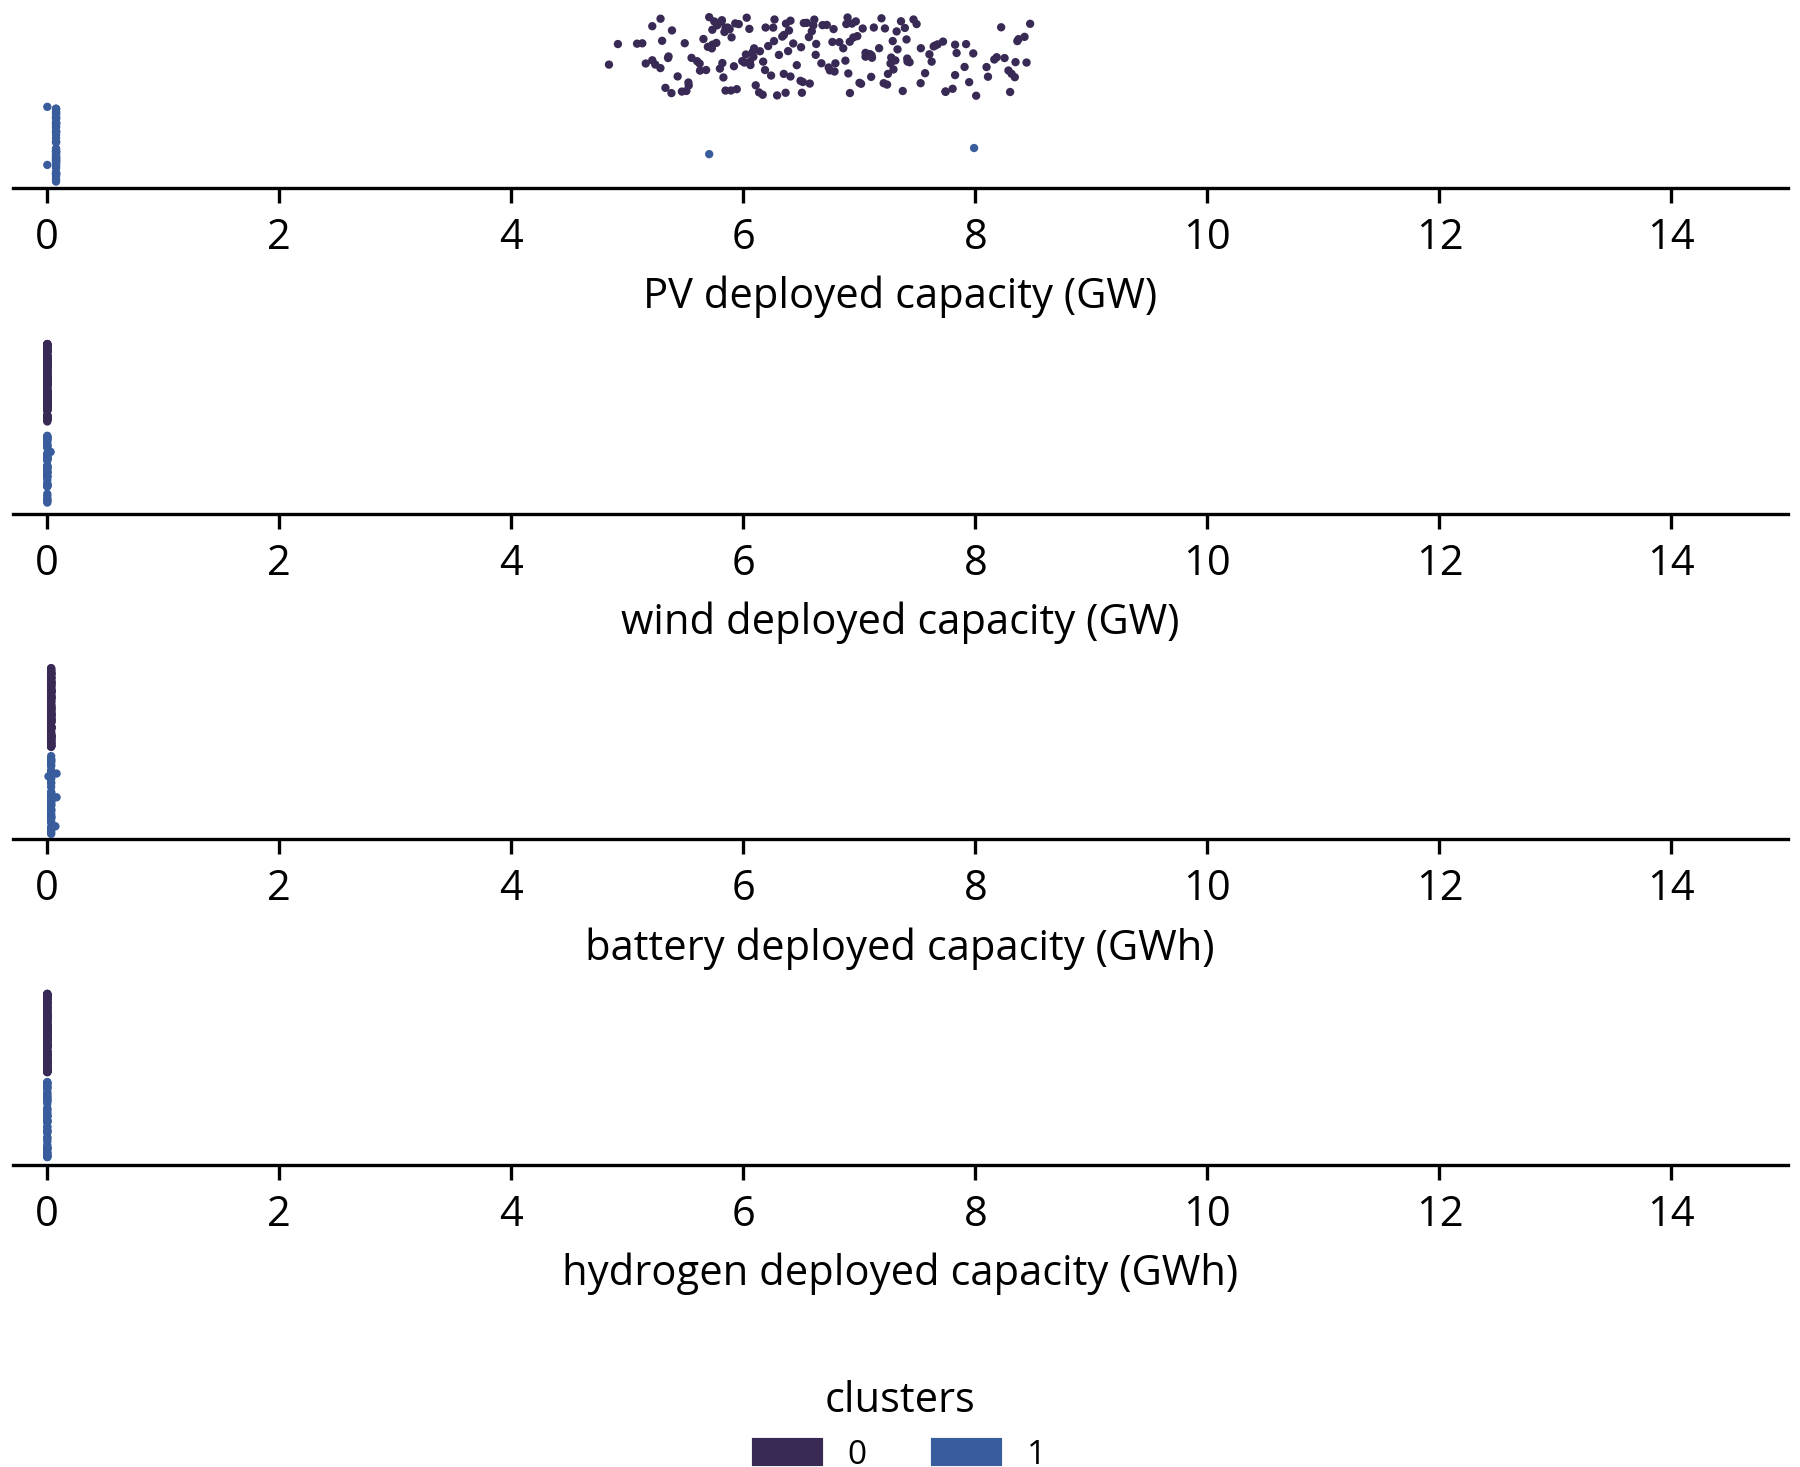 0 2 4 6 8 10 12 14
PV deployed capacity (GW)
0 2 4 6 8 10 12 14
wind deployed capacity (GW)
0 2 4 6 8 10 12 14
battery deployed capacity (GWh)
0 2 4 6 8 10 12 14
hydrogen deployed capacity (GWh)
clusters
0 1